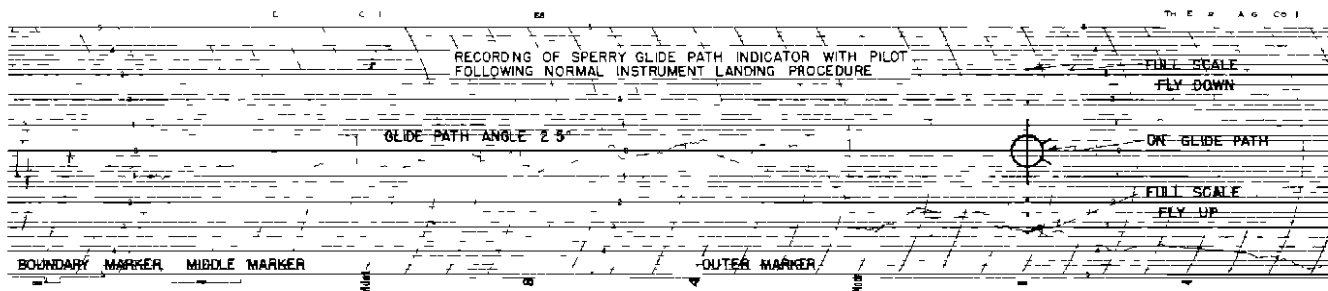 RECORDING OF SPERRY GLIDE PATH INDICATOR WITH PILOT
FOLLOWING NORMAL INSTRUMENT LANDING PROCEDURE
FULL SCALE
FLY DOWN
GLIDE PATH ANGLE 2 5°
ON GLIDE PATH
FULL SCALE
FLY UP
BOUNDARY MARKER MIDDLE MARKER OUTER MARKER